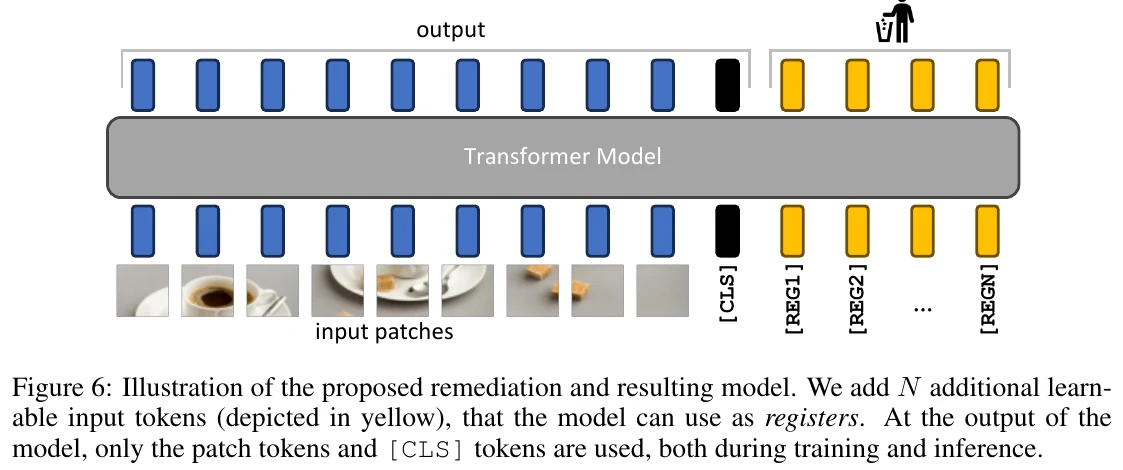 output
Transformer Model
[CLS]
[REG1]
[REG2]
...
[REGN]
input patches
Figure 6: Illustration of the proposed remediation and resulting model. We add N additional learn-
able input tokens (depicted in yellow), that the model can use as registers. At the output of the
model, only the patch tokens and [CLS] tokens are used, both during training and inference.